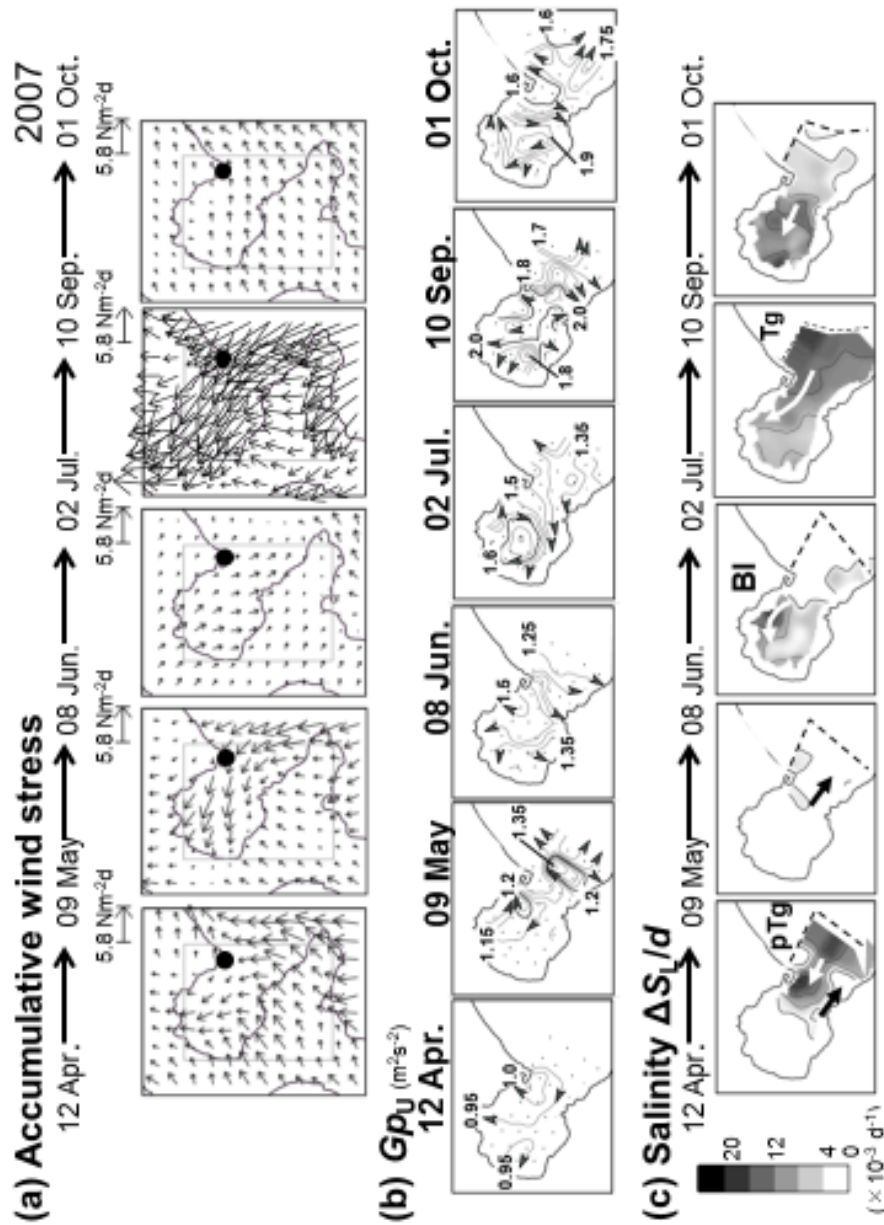 2007
(a) Accumulative wind stress
12 Apr. 09 May 08 Jun. 02 Jul. 10 Sep. 01 Oct.
5.8 Nm⁻²d 5.8 Nm⁻²d 5.8 Nm⁻²d 5.8 Nm⁻²d 5.8 Nm⁻²d
(b) Gp_U (m²s⁻²)
12 Apr. 09 May 08 Jun. 02 Jul. 10 Sep. 01 Oct.
0.95 0.95 1.0
1.15 1.2 1.35 1.2
1.35 1.5 1.25
1.6 1.5 1.35
2.0 1.8 1.8 1.7 2.0
1.6 1.6 1.9 1.75
(c) Salinity ΔS_L/d
12 Apr. 09 May 08 Jun. 02 Jul. 10 Sep. 01 Oct.
pTg BI Tg
20
12
4
0
(×10⁻³ d⁻¹)